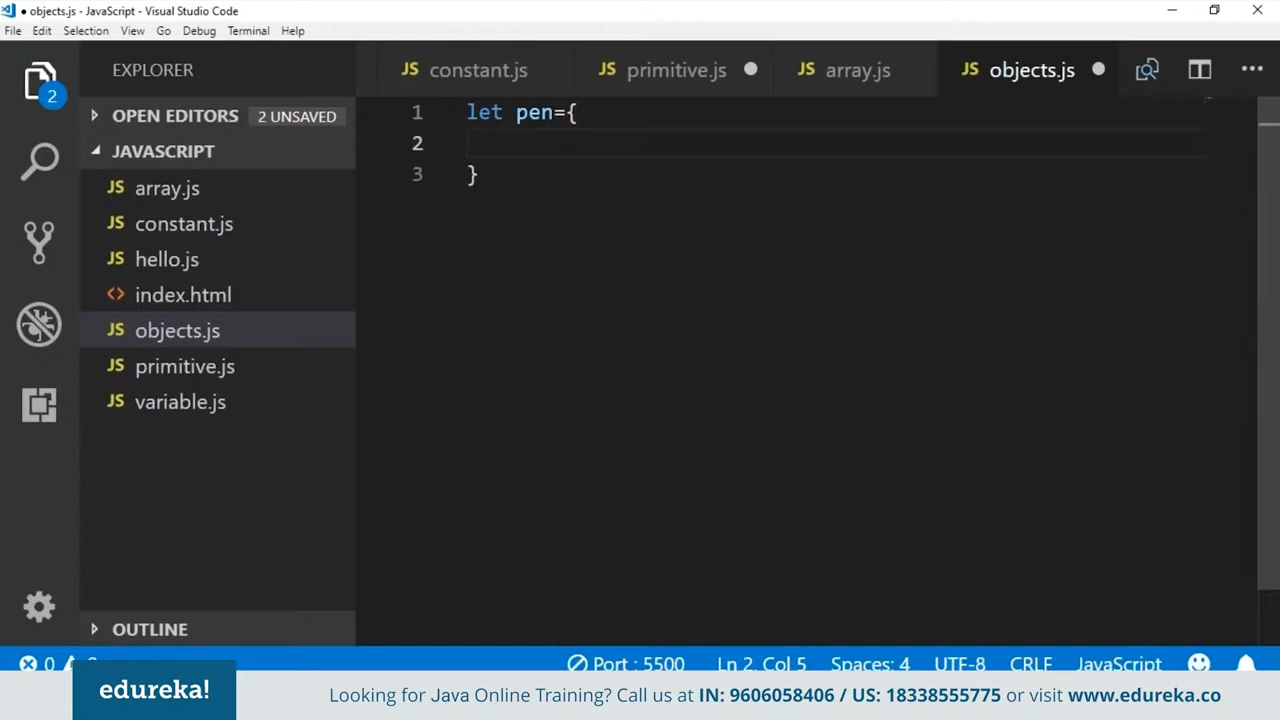 objects.js - JavaScript - Visual Studio Code
File Edit Selection View Go Debug Terminal Help
EXPLORER
JS constant.js JS primitive.js JS array.js JS objects.js
2
OPEN EDITORS 2 UNSAVED
JAVASCRIPT
JS array.js
JS constant.js
JS hello.js
<> index.html
JS objects.js
JS primitive.js
JS variable.js
OUTLINE
1 let pen={
2
3 }
0 Port : 5500 Ln 2, Col 5 Spaces: 4 UTF-8 CRLF JavaScript
edureka!
Looking for Java Online Training? Call us at IN: 9606058406 / US: 18338555775 or visit www.edureka.co